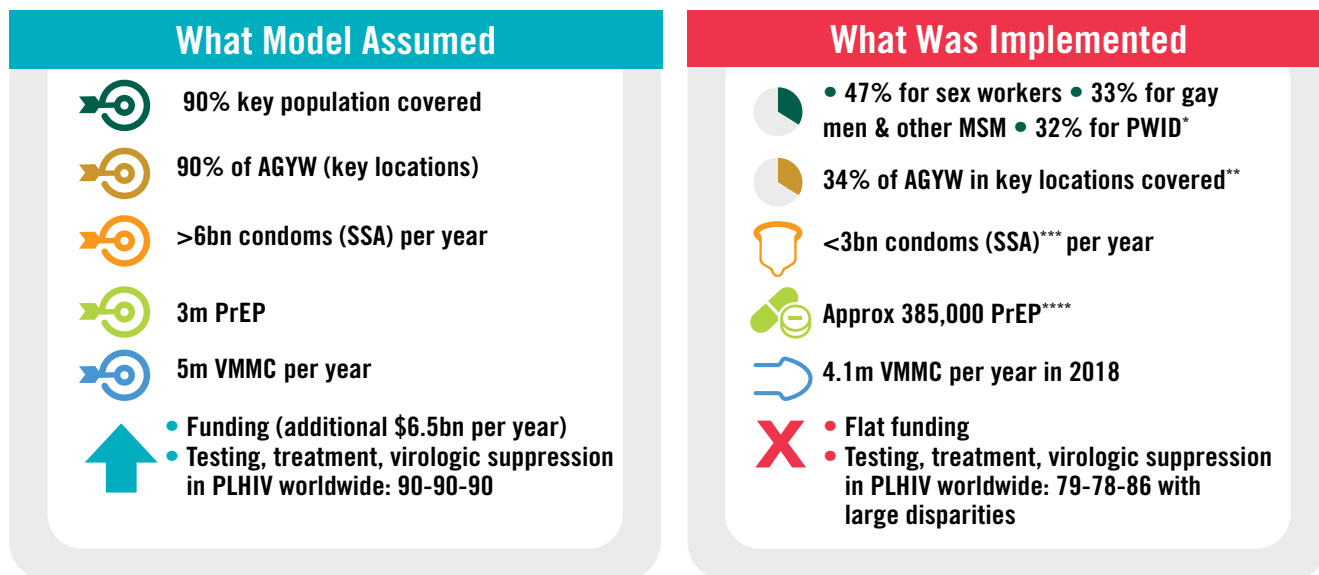 What Model Assumed
90% key population covered
90% of AGYW (key locations)
>6bn condoms (SSA) per year
3m PrEP
5m VMMC per year
• Funding (additional $6.5bn per year)
• Testing, treatment, virologic suppression
in PLHIV worldwide: 90-90-90
What Was Implemented
• 47% for sex workers • 33% for gay
men & other MSM • 32% for PWID*
34% of AGYW in key locations covered**
<3bn condoms (SSA)*** per year
Approx 385,000 PrEP****
4.1m VMMC per year in 2018
X
• Flat funding
• Testing, treatment, virologic suppression
in PLHIV worldwide: 79-78-86 with
large disparities